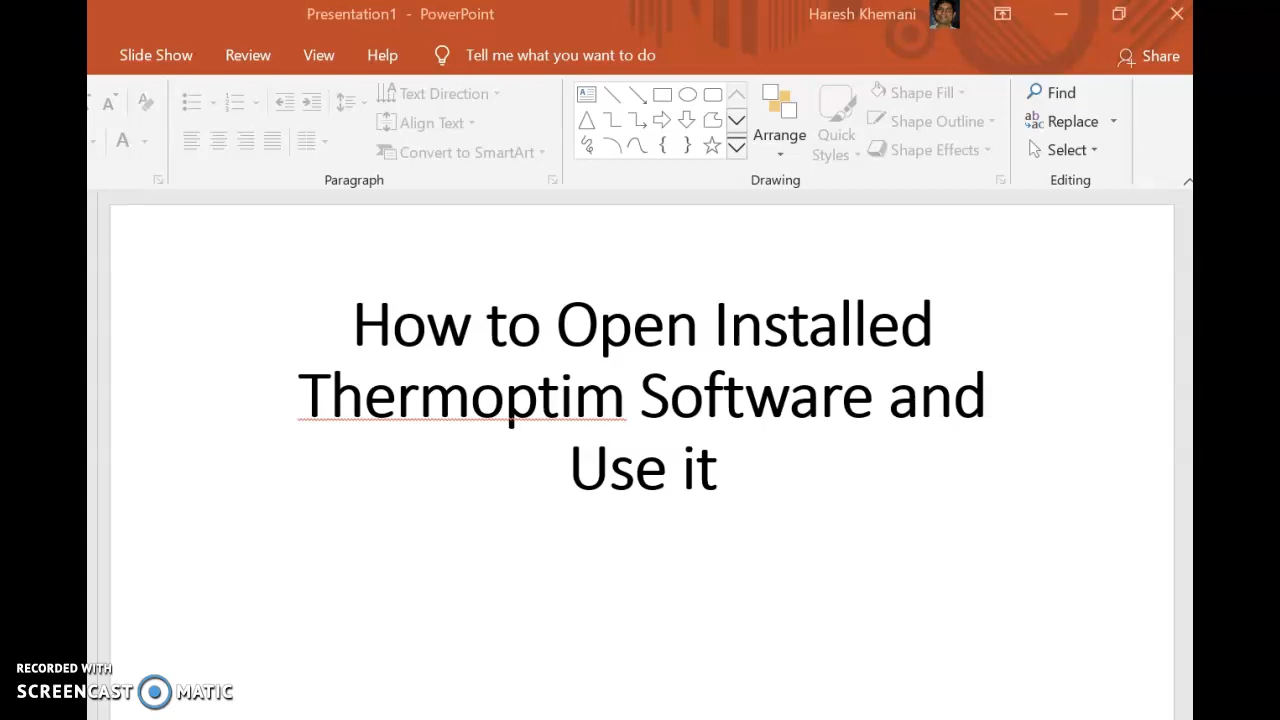 Presentation1 - PowerPoint
Haresh Khemani
Slide Show
Review
View
Help
Tell me what you want to do
Share
Text Direction
Align Text
Convert to SmartArt
Paragraph
Arrange
Quick
Styles
Shape Fill
Shape Outline
Shape Effects
Drawing
Find
Replace
Select
Editing
How to Open Installed
Thermoptim Software and
Use it
RECORDED WITH
SCREENCAST MATIC